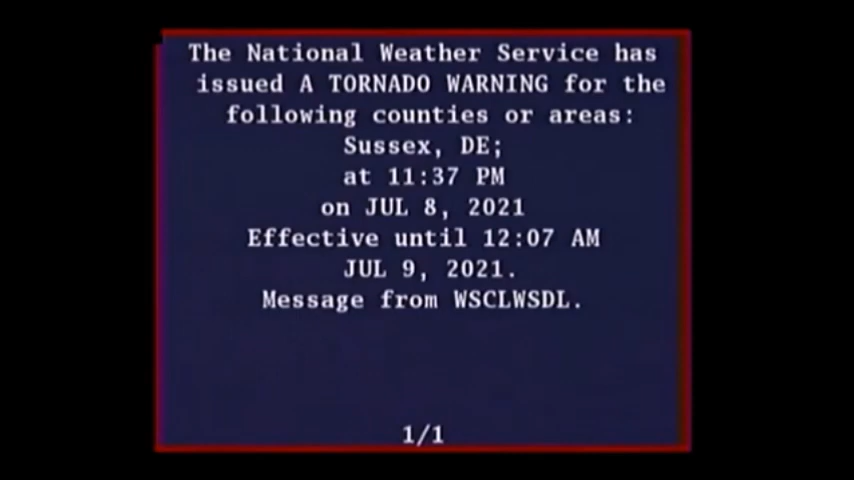 The National Weather Service has
issued A TORNADO WARNING for the
following counties or areas:
Sussex, DE;
at 11:37 PM
on JUL 8, 2021
Effective until 12:07 AM
JUL 9, 2021.
Message from WSCLWSDL.
1/1